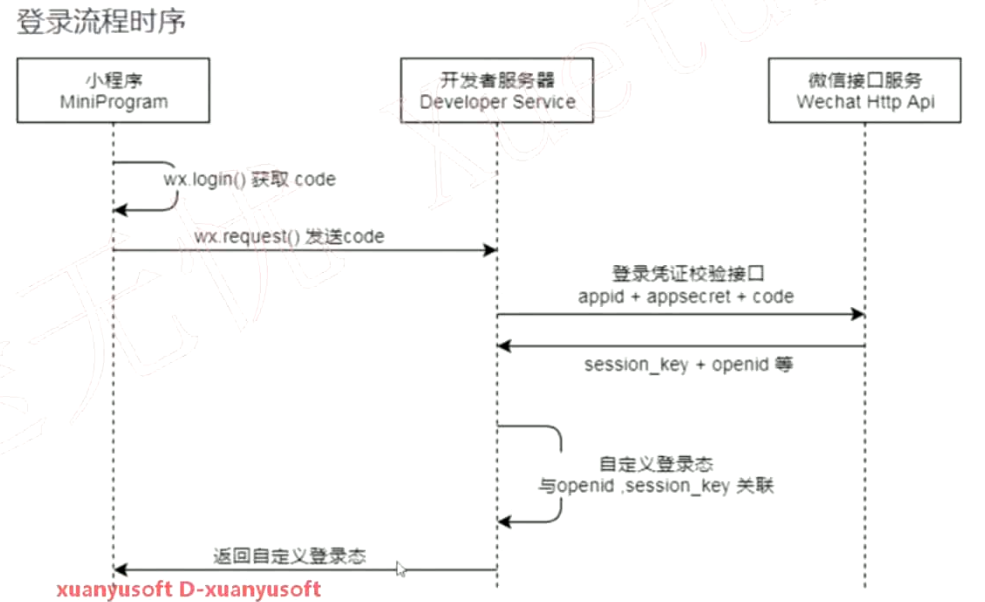 登录流程时序
小程序
MiniProgram
开发者服务器
Developer Service
微信接口服务
Wechat Http Api
wx.login() 获取 code
wx.request() 发送code
登录凭证校验接口
appid + appsecret + code
session_key + openid 等
自定义登录态
与openid ,session_key 关联
返回自定义登录态
xuanyusoft D-xuanyusoft